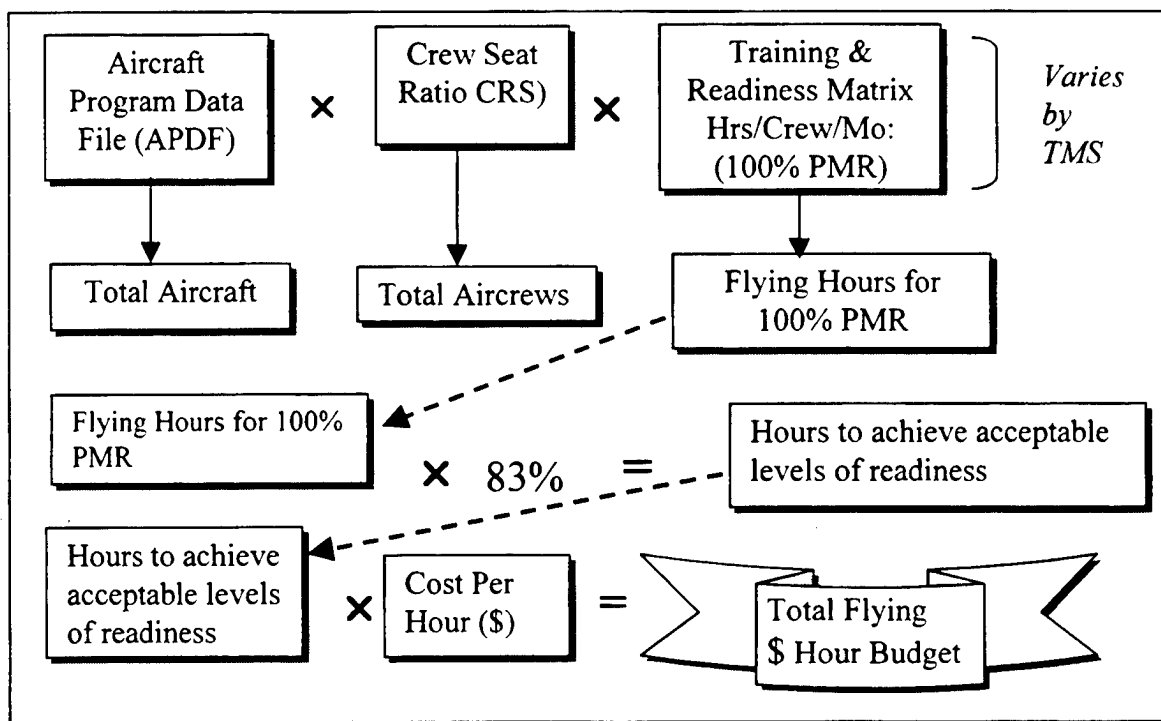 Aircraft
Program Data
File (APDF)
×
Crew Seat
Ratio CRS)
×
Training &
Readiness Matrix
Hrs/Crew/Mo:
(100% PMR)
Varies
by
TMS
Total Aircraft
Total Aircrews
Flying Hours for
100% PMR
Flying Hours for 100%
PMR
× 83% =
Hours to achieve acceptable
levels of readiness
Hours to achieve
acceptable levels
of readiness
×
Cost Per
Hour ($)
=
Total Flying
$ Hour Budget